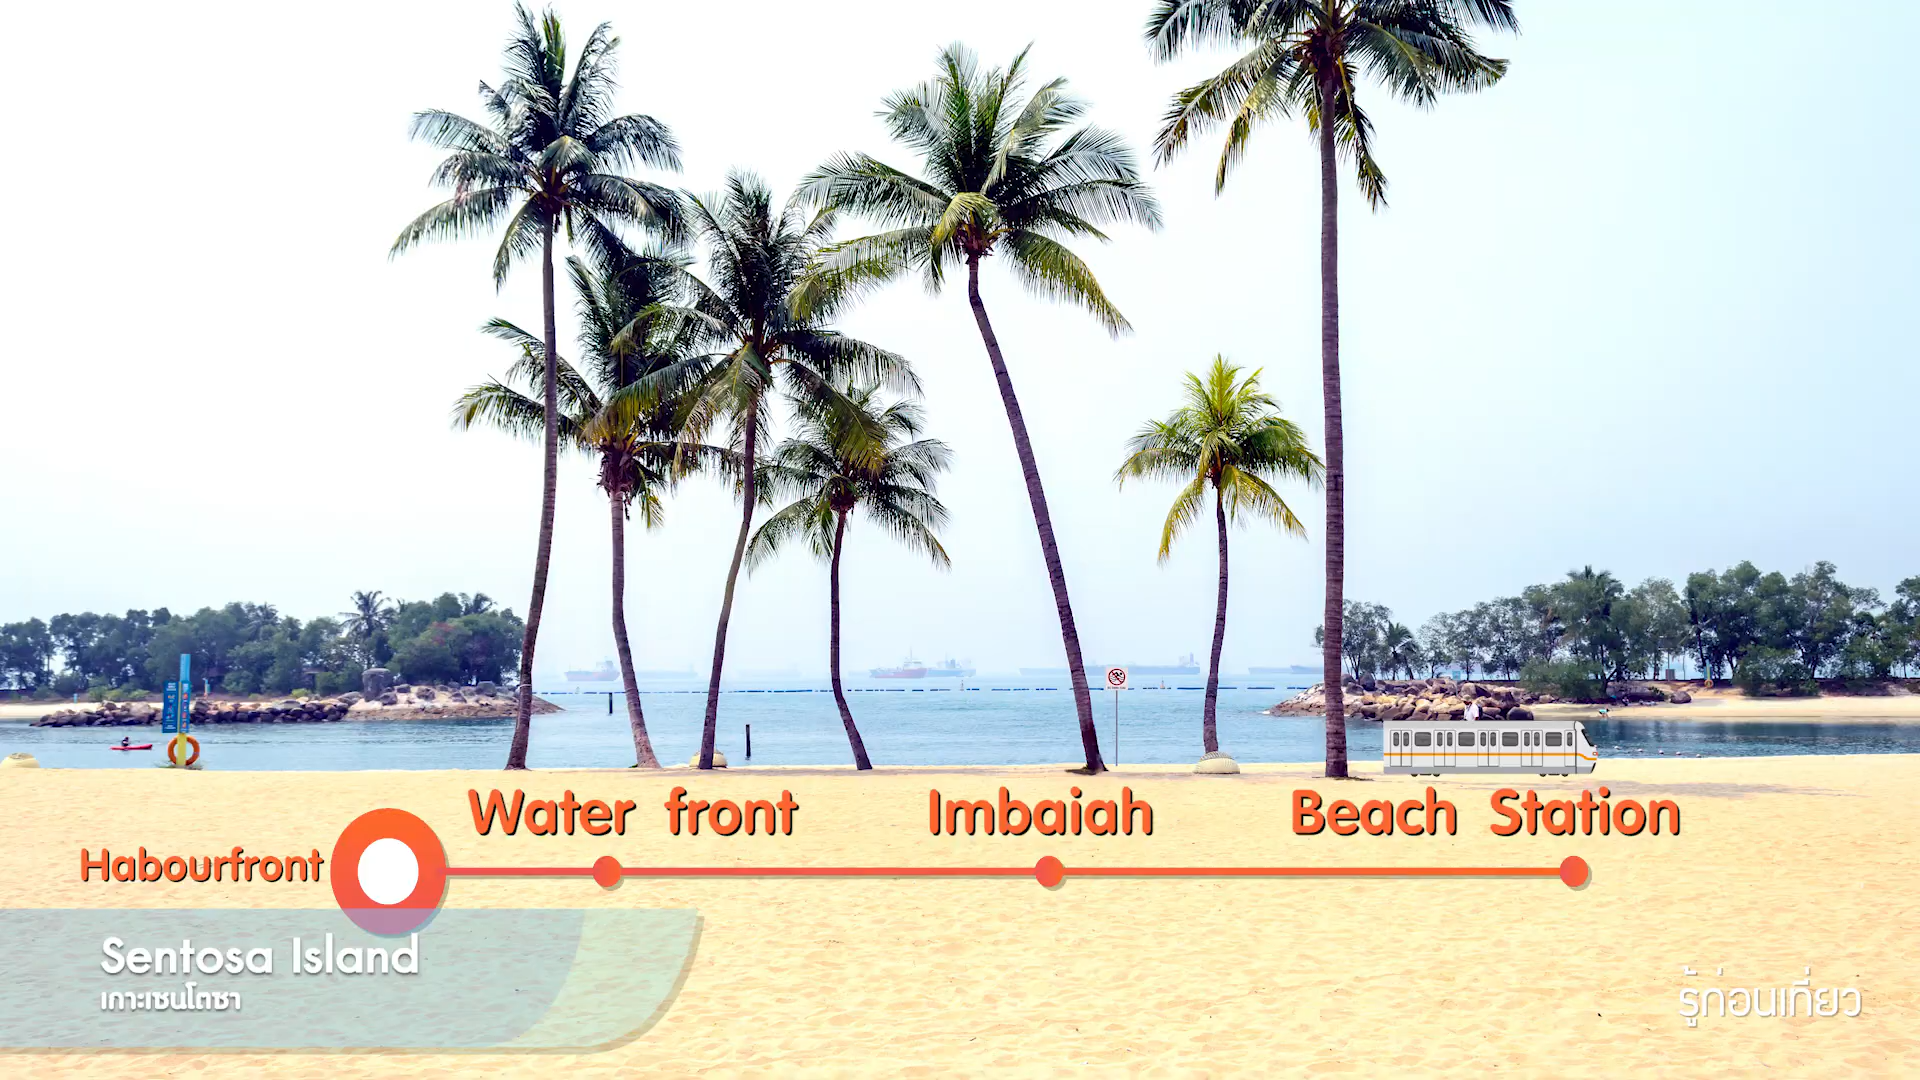 Water front
Imbaiah
Beach Station
Habourfront
Sentosa Island
เกาะเซนโตซา
รู้ก่อนเที่ยว